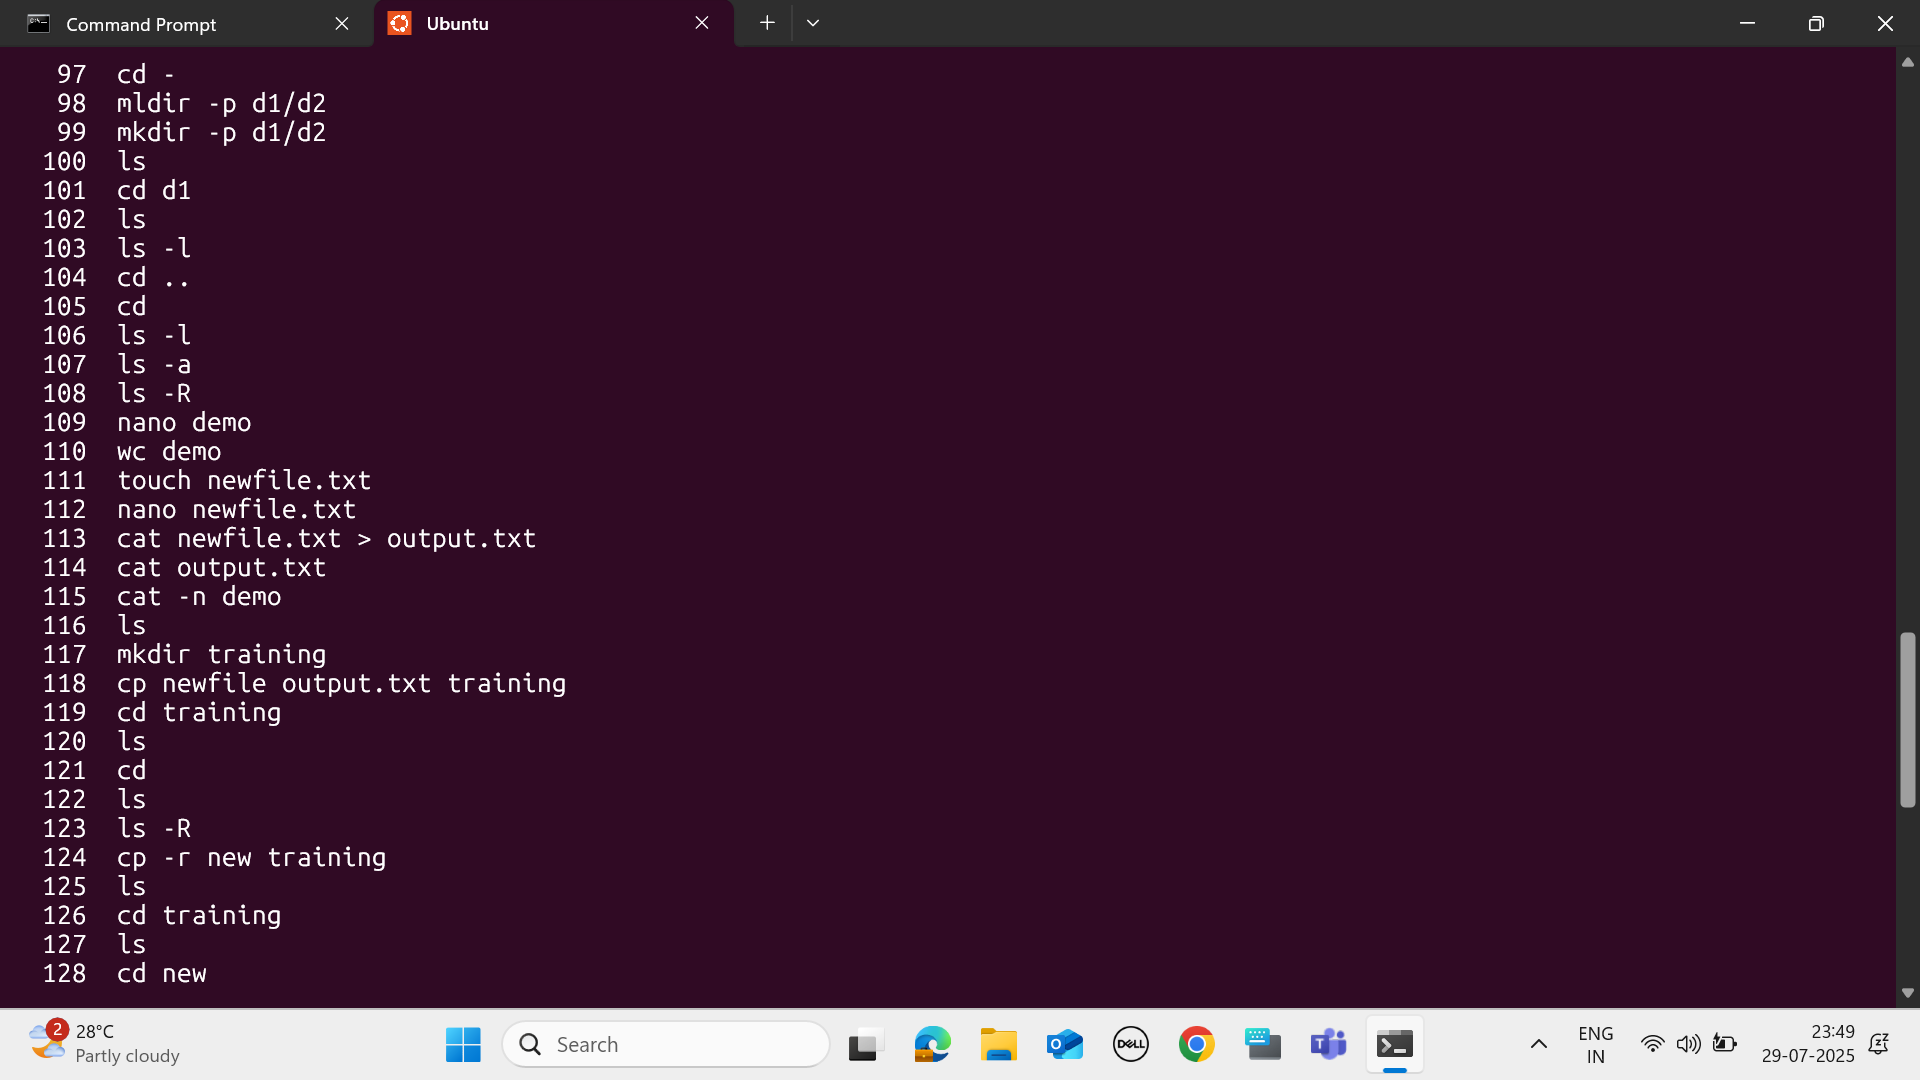 Command Prompt
Ubuntu
97 cd -
98 mldir -p d1/d2
99 mkdir -p d1/d2
100 ls
101 cd d1
102 ls
103 ls -l
104 cd ..
105 cd
106 ls -l
107 ls -a
108 ls -R
109 nano demo
110 wc demo
111 touch newfile.txt
112 nano newfile.txt
113 cat newfile.txt > output.txt
114 cat output.txt
115 cat -n demo
116 ls
117 mkdir training
118 cp newfile output.txt training
119 cd training
120 ls
121 cd
122 ls
123 ls -R
124 cp -r new training
125 ls
126 cd training
127 ls
128 cd new
2
28°C
Partly cloudy
Search
DELL
ENG
IN
23:49
29-07-2025